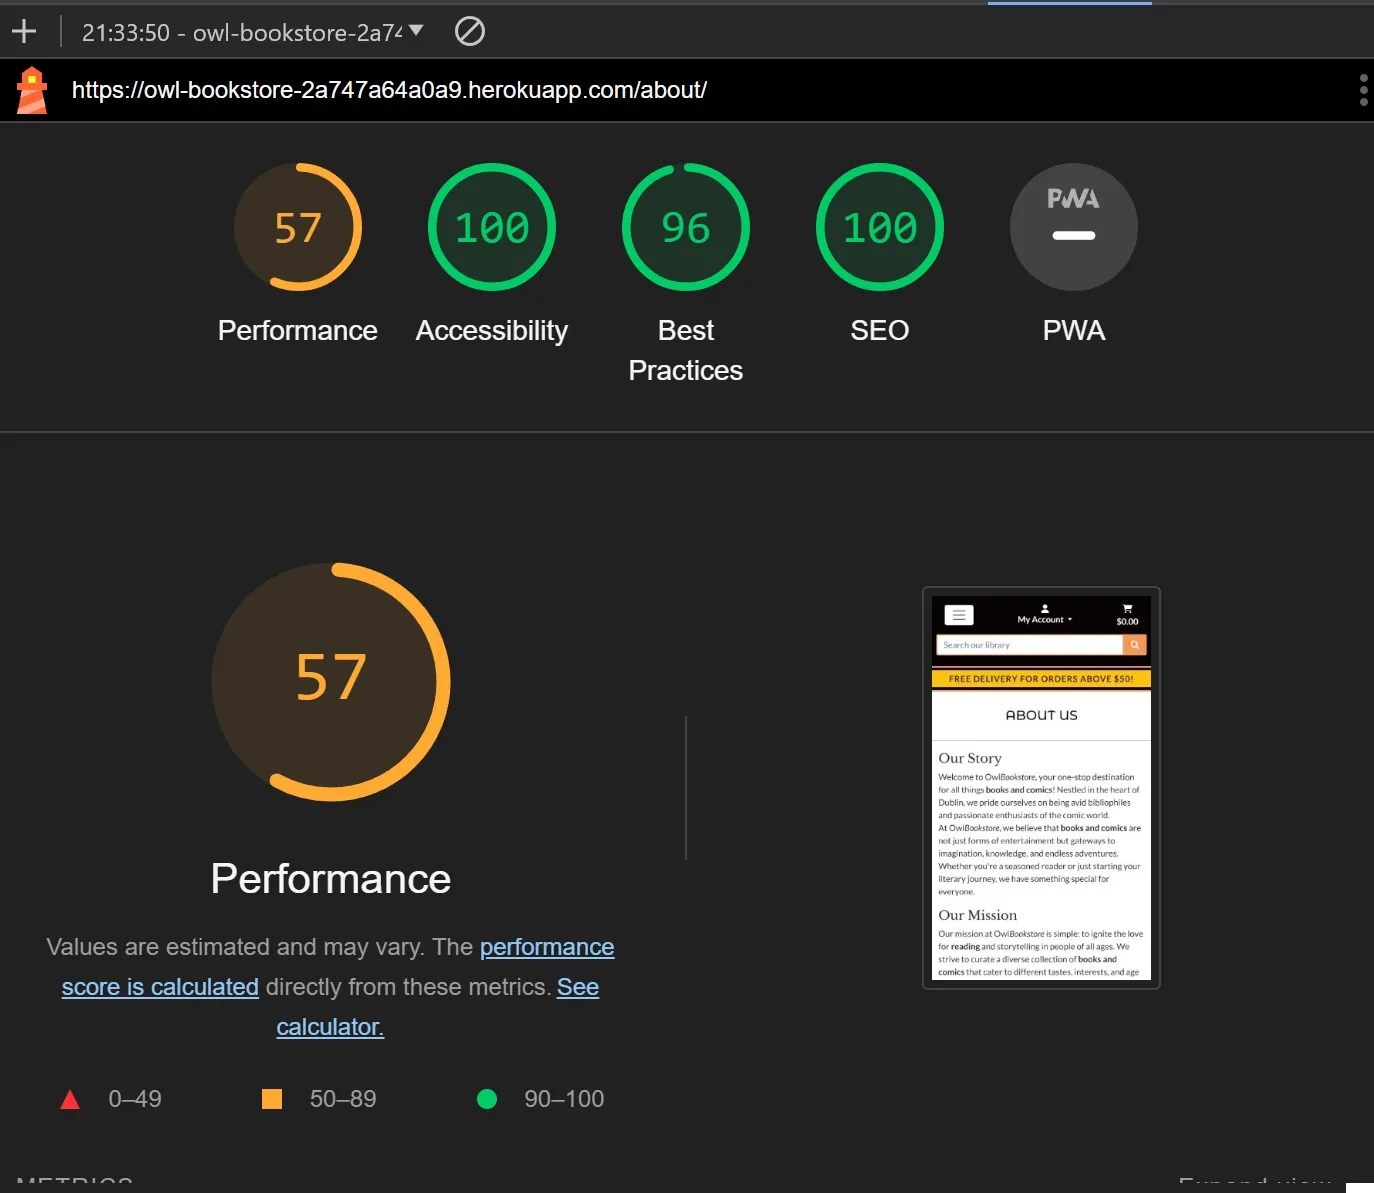 21:33:50 - owl-bookstore-2a74
https://owl-bookstore-2a747a64a0a9.herokuapp.com/about/
57
100
96
100
PWA
Performance
Accessibility
Best
Practices
SEO
PWA
57
Performance
Values are estimated and may vary. The performance
score is calculated directly from these metrics. See
calculator.
0–49
50–89
90–100
My Account
$0.00
Search our library
FREE DELIVERY FOR ORDERS ABOVE $50!
ABOUT US
Our Story
Welcome to OwlBookstore, your one-stop destination
for all things books and comics! Nestled in the heart of
Dublin, we pride ourselves on being avid bibliophiles
and passionate enthusiasts of the comic world.
At OwlBookstore, we believe that books and comics are
not just forms of entertainment but gateways to
imagination, knowledge, and endless adventures.
Whether you're a seasoned reader or just starting your
literary journey, we have something special for
everyone.
Our Mission
Our mission at OwlBookstore is simple: to ignite the love
for reading and storytelling in people of all ages. We
strive to curate a diverse collection of books and
comics that cater to different tastes, interests, and age
METRICS
Expand view